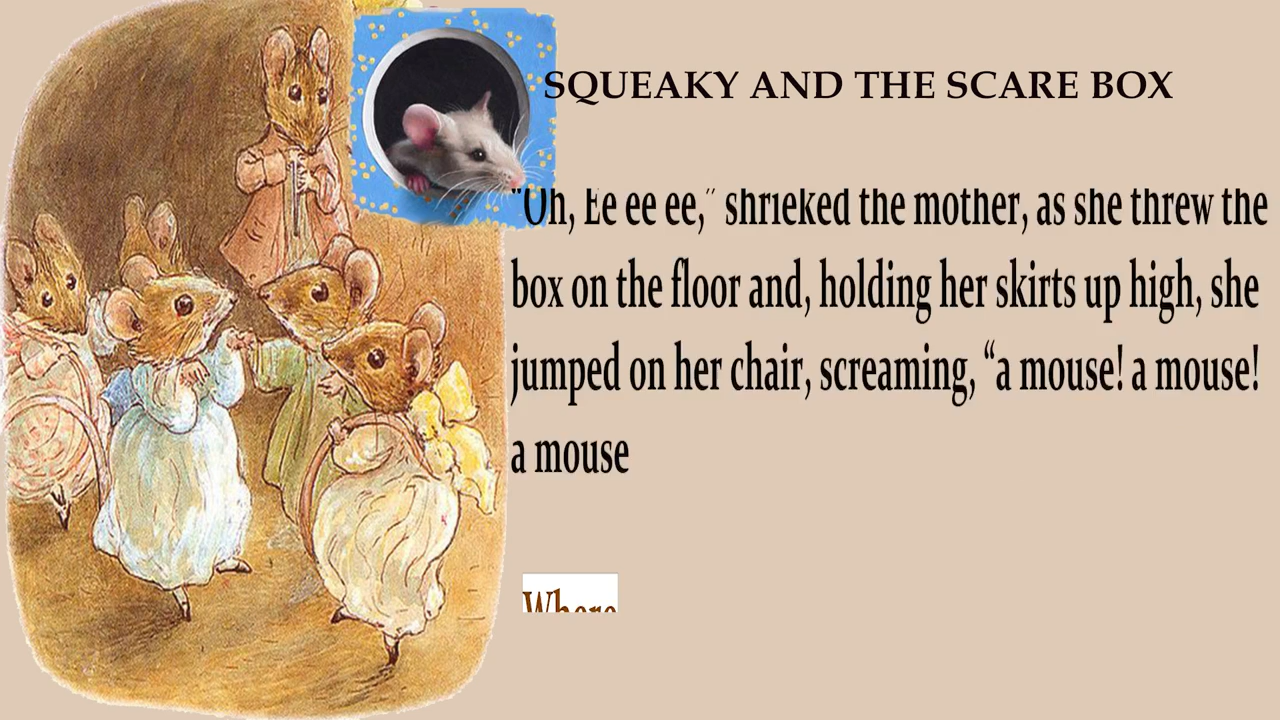 SQUEAKY AND THE SCARE BOX
"Oh, Ee ee ee," shrieked the mother, as she threw the
box on the floor and, holding her skirts up high, she
jumped on her chair, screaming, “a mouse! a mouse!
a mouse
Where